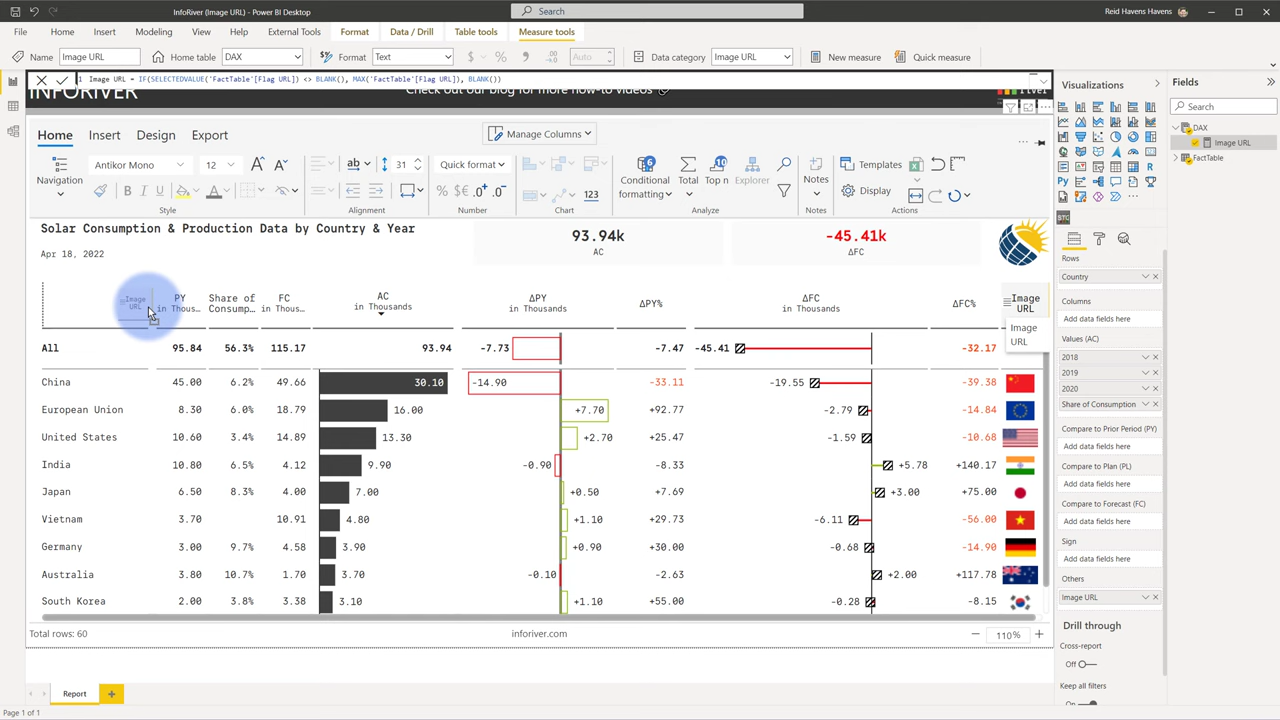 InfoRiver (Image URL) - Power BI Desktop
Search
Reid Havens Havens
File Home Insert Modeling View Help External Tools Format Data / Drill Table tools Measure tools
Name Image URL Home table DAX Format Text $ % Auto Data category Image URL New measure Quick measure
1 Image URL = IF(SELECTEDVALUE('FactTable'[Flag URL]) <> BLANK(), MAX('FactTable'[Flag URL]), BLANK())
INFORIVER
Check out our blog for more how-to videos
Home Insert Design Export
Manage Columns
Navigation
Antikor Mono 12
B I U A
Style
ab 31
Alignment
Quick format
% $€ .0 .0
Number
123
Chart
Conditional formatting 6
Total
Top n 10
Explorer
Analyze
Notes
Notes
Templates
Display
Actions
Solar Consumption & Production Data by Country & Year
Apr 18, 2022
93.94k
AC
-45.41k
ΔFC
Image URL
PY in Thous...
Share of Consump...
FC in Thous...
AC in Thousands
ΔPY in Thousands
ΔPY%
ΔFC in Thousands
ΔFC%
Image URL
Image URL
All 95.84 56.3% 115.17 93.94 -7.73 -7.47 -45.41 -32.17
China 45.00 6.2% 49.66 30.10 -14.90 -33.11 -19.55 -39.38
European Union 8.30 6.0% 18.79 16.00 +7.70 +92.77 -2.79 -14.84
United States 10.60 3.4% 14.89 13.30 +2.70 +25.47 -1.59 -10.68
India 10.80 6.5% 4.12 9.90 -0.90 -8.33 +5.78 +140.17
Japan 6.50 8.3% 4.00 7.00 +0.50 +7.69 +3.00 +75.00
Vietnam 3.70 10.91 4.80 +1.10 +29.73 -6.11 -56.00
Germany 3.00 9.7% 4.58 3.90 +0.90 +30.00 -0.68 -14.90
Australia 3.80 10.7% 1.70 3.70 -0.10 -2.63 +2.00 +117.78
South Korea 2.00 3.8% 3.38 3.10 +1.10 +55.00 -0.28 -8.15
Total rows: 60
inforiver.com
110%
Report
Page 1 of 1
Visualizations
R
Py
STC
Rows
Country
Columns
Add data fields here
Values (AC)
2018
2019
2020
Share of Consumption
Compare to Prior Period (PY)
Add data fields here
Compare to Plan (PL)
Add data fields here
Compare to Forecast (FC)
Add data fields here
Sign
Add data fields here
Others
Image URL
Drill through
Cross-report
Off
Keep all filters
On
Fields
Search
DAX
Image URL
FactTable